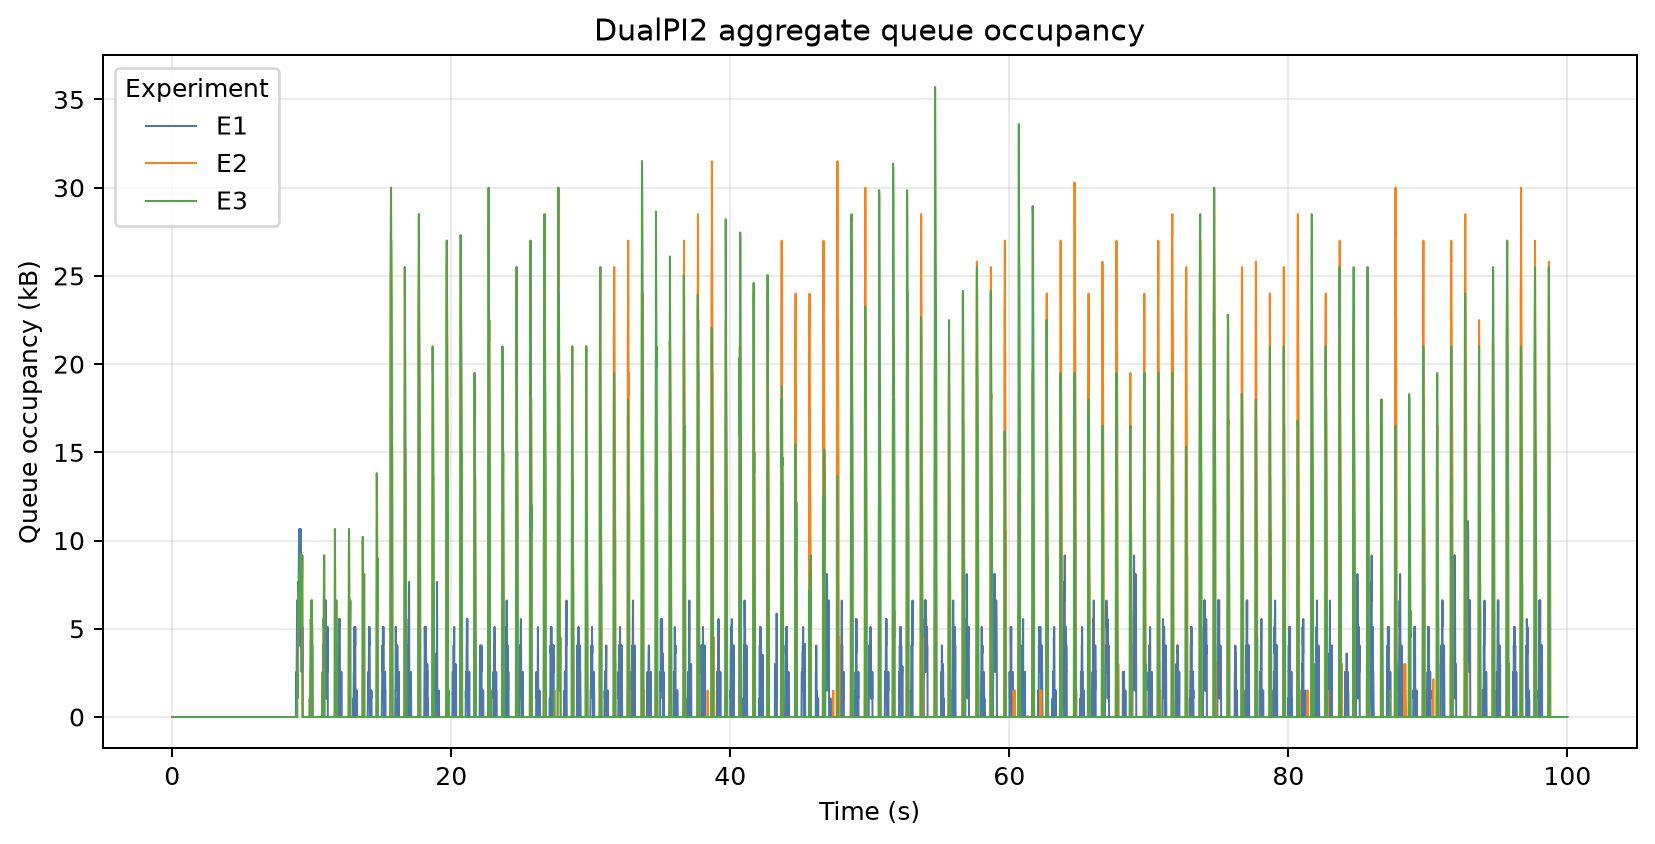 DualPI2 aggregate queue occupancy
Experiment
E1
E2
E3
Queue occupancy (kB)
35
30
25
20
15
10
5
0
0 20 40 60 80 100
Time (s)